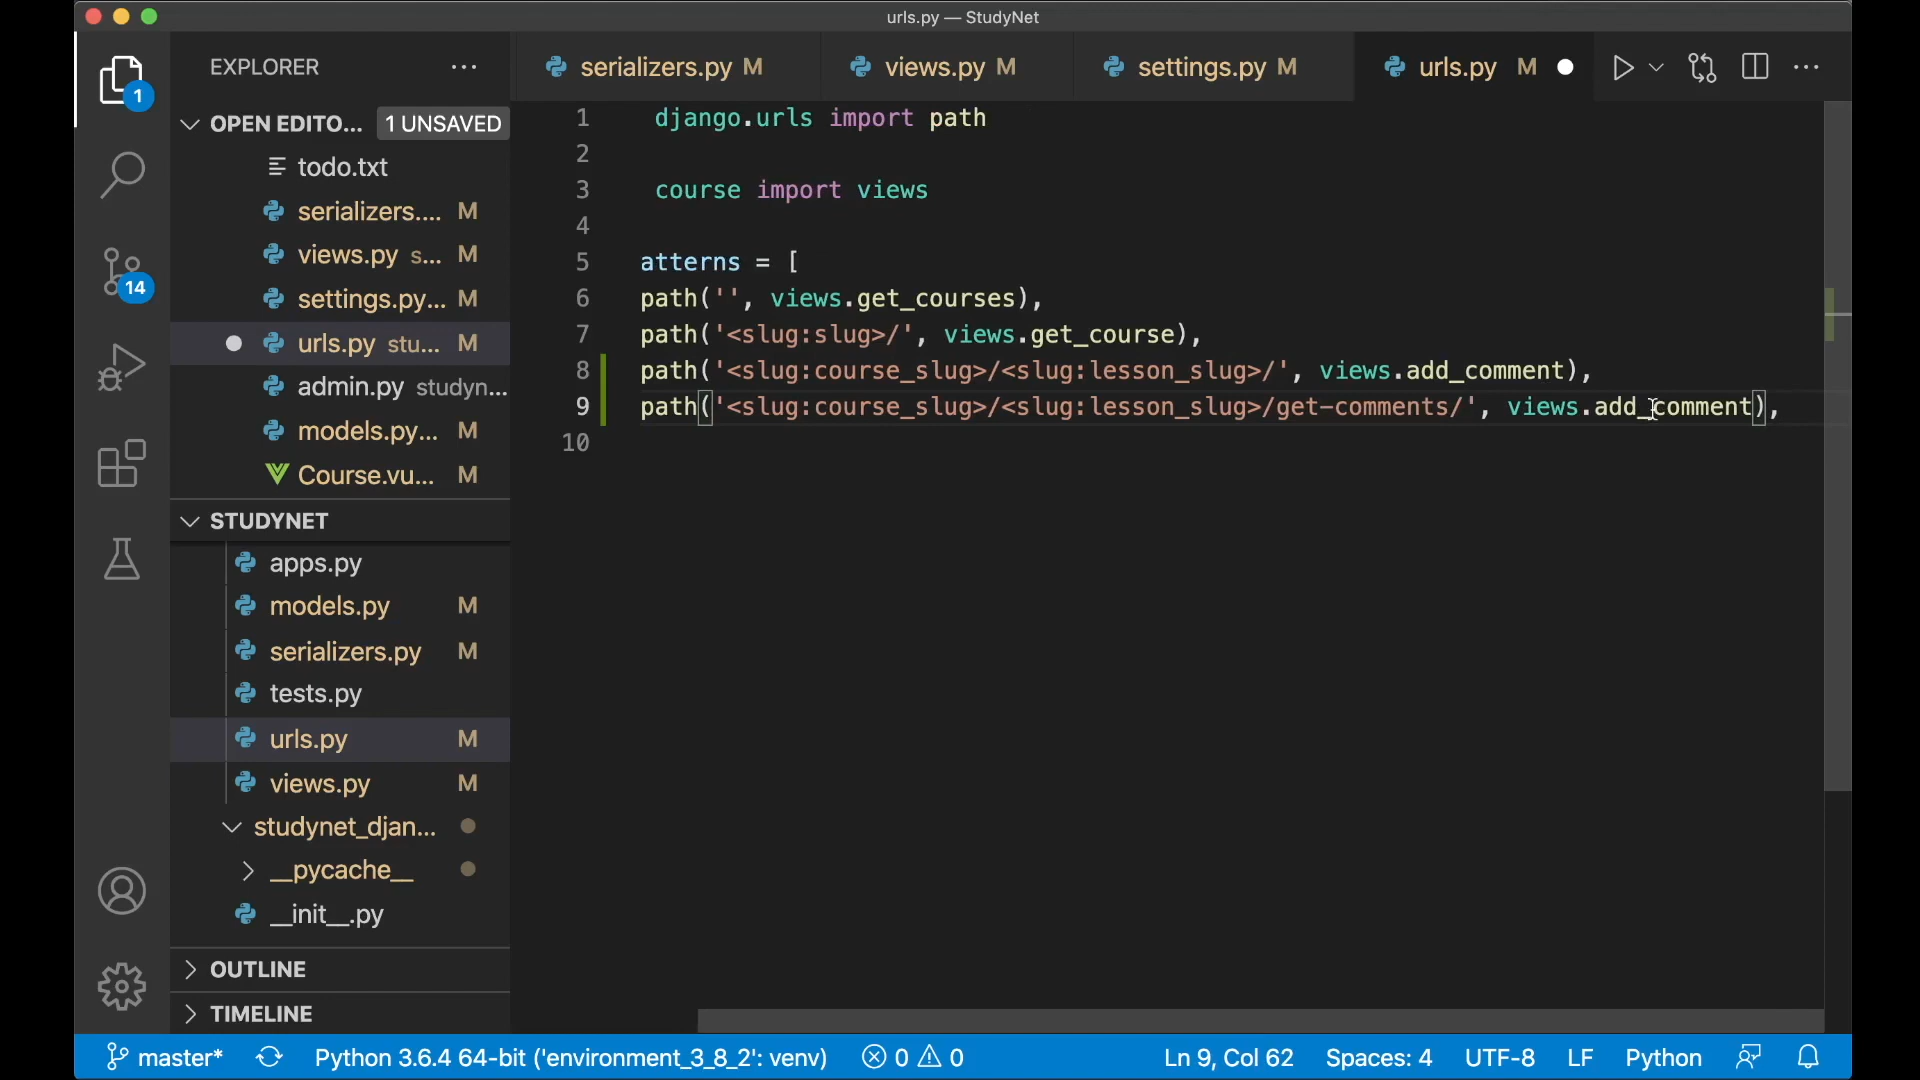 urls.py — StudyNet
EXPLORER
serializers.py M
views.py M
settings.py M
urls.py M
1
OPEN EDITO... 1 UNSAVED
todo.txt
serializers.... M
views.py s... M
settings.py... M
urls.py stu... M
admin.py studyn...
models.py... M
Course.vu... M
14
STUDYNET
apps.py
models.py M
serializers.py M
tests.py
urls.py M
views.py M
studynet_djan...
__pycache__
__init__.py
OUTLINE
TIMELINE
1 django.urls import path
2
3 course import views
4
5 atterns = [
6 path('', views.get_courses),
7 path('<slug:slug>/', views.get_course),
8 path('<slug:course_slug>/<slug:lesson_slug>/', views.add_comment),
9 path('<slug:course_slug>/<slug:lesson_slug>/get-comments/', views.add_comment),
10
master* Python 3.6.4 64-bit ('environment_3_8_2': venv) 0 0 Ln 9, Col 62 Spaces: 4 UTF-8 LF Python